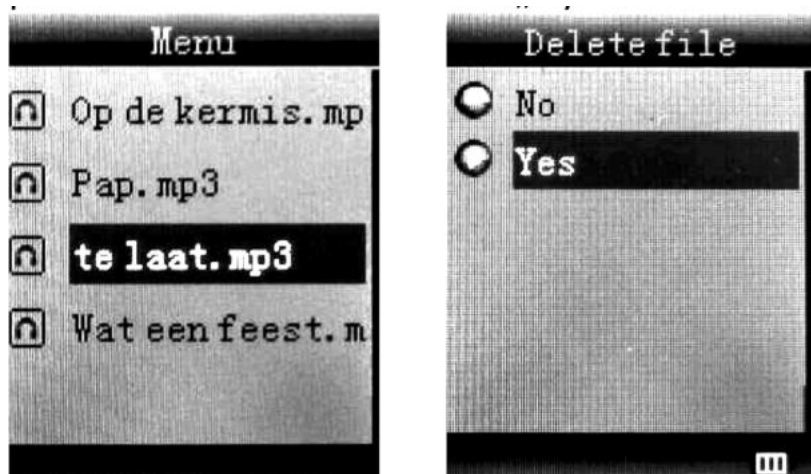 Menu
Op de kermis.mp
Pap.mp3
te laat.mp3
Wat een feest.m
Delete file
No
Yes